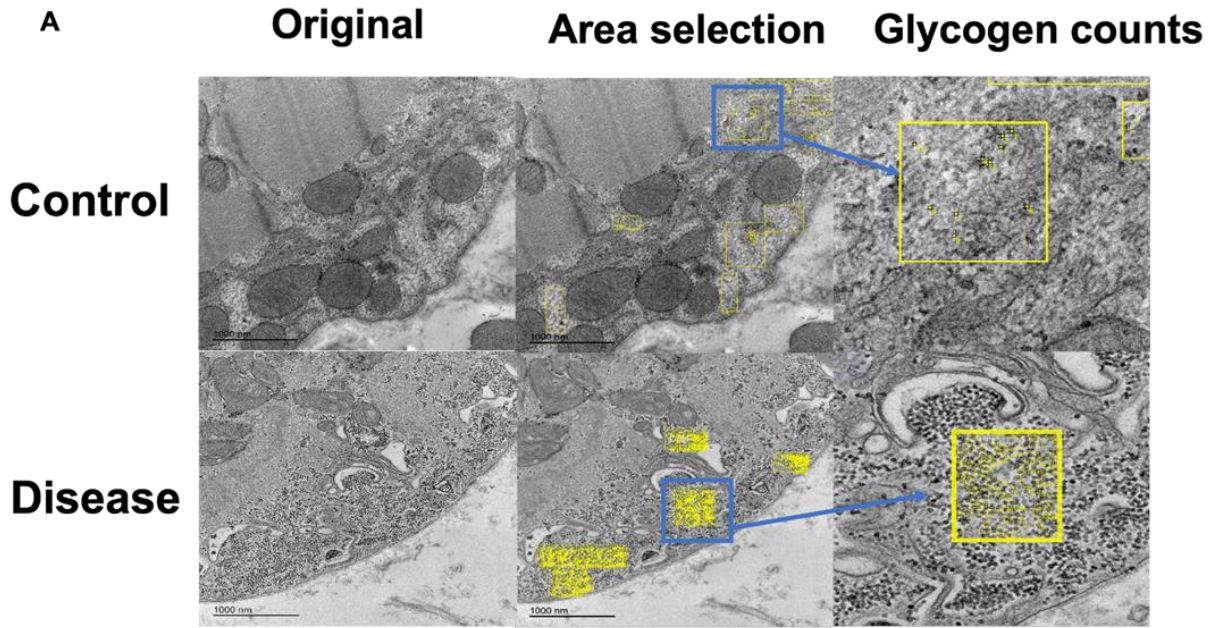 A
Original
Area selection
Glycogen counts
Control
1000 nm
1000 nm
Disease
1000 nm
1000 nm